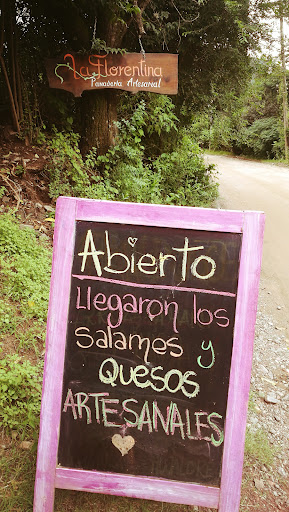 La Florentina
Panadería Artesanal
Abierto
Llegaron los
salames y
Quesos
ARTESANALES